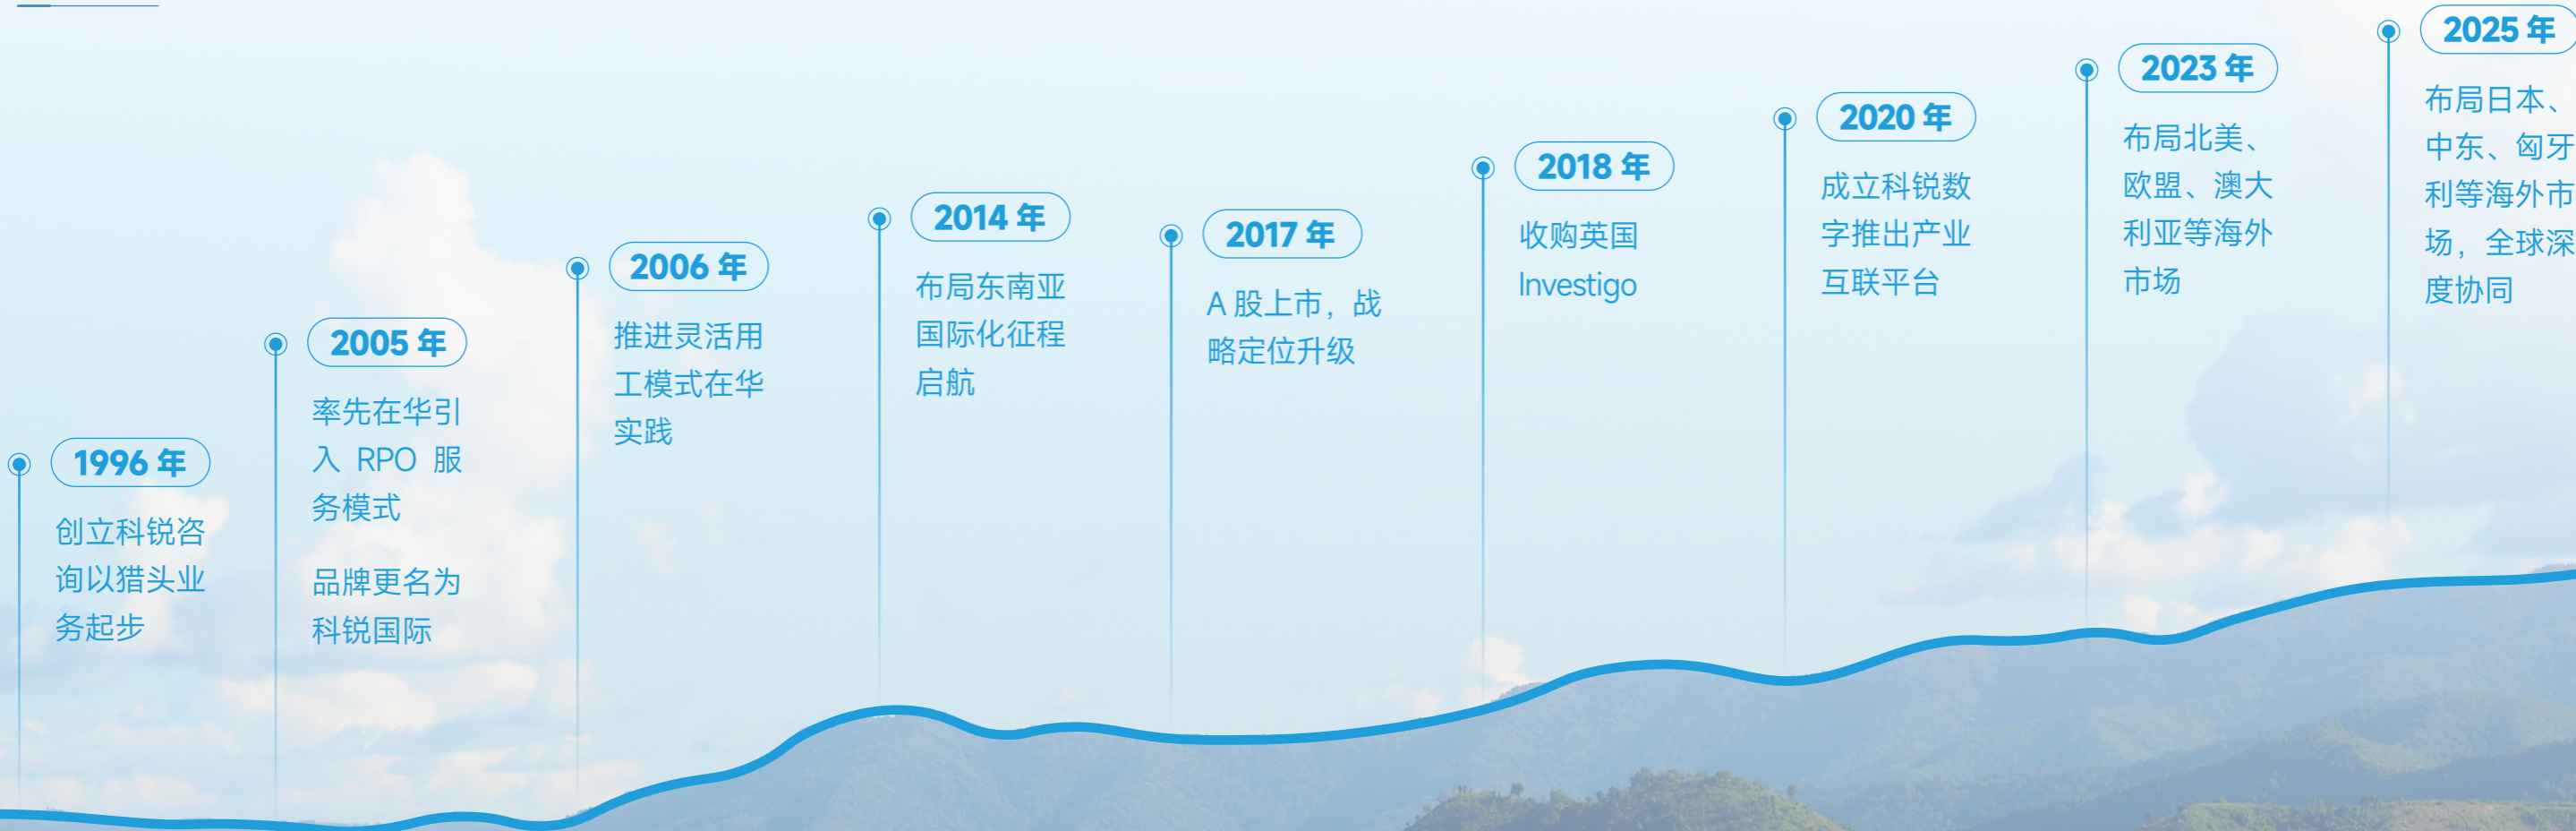 1996 年
创立科锐咨
询以猎头业
务起步
2005 年
率先在华引
入 RPO 服
务模式
品牌更名为
科锐国际
2006 年
推进灵活用
工模式在华
实践
2014 年
布局东南亚
国际化征程
启航
2017 年
A 股上市，战
略定位升级
2018 年
收购英国
Investigo
2020 年
成立科锐数
字推出产业
互联平台
2023 年
布局北美、
欧盟、澳大
利亚等海外
市场
2025 年
布局日本、
中东、匈牙
利等海外市
场，全球深
度协同